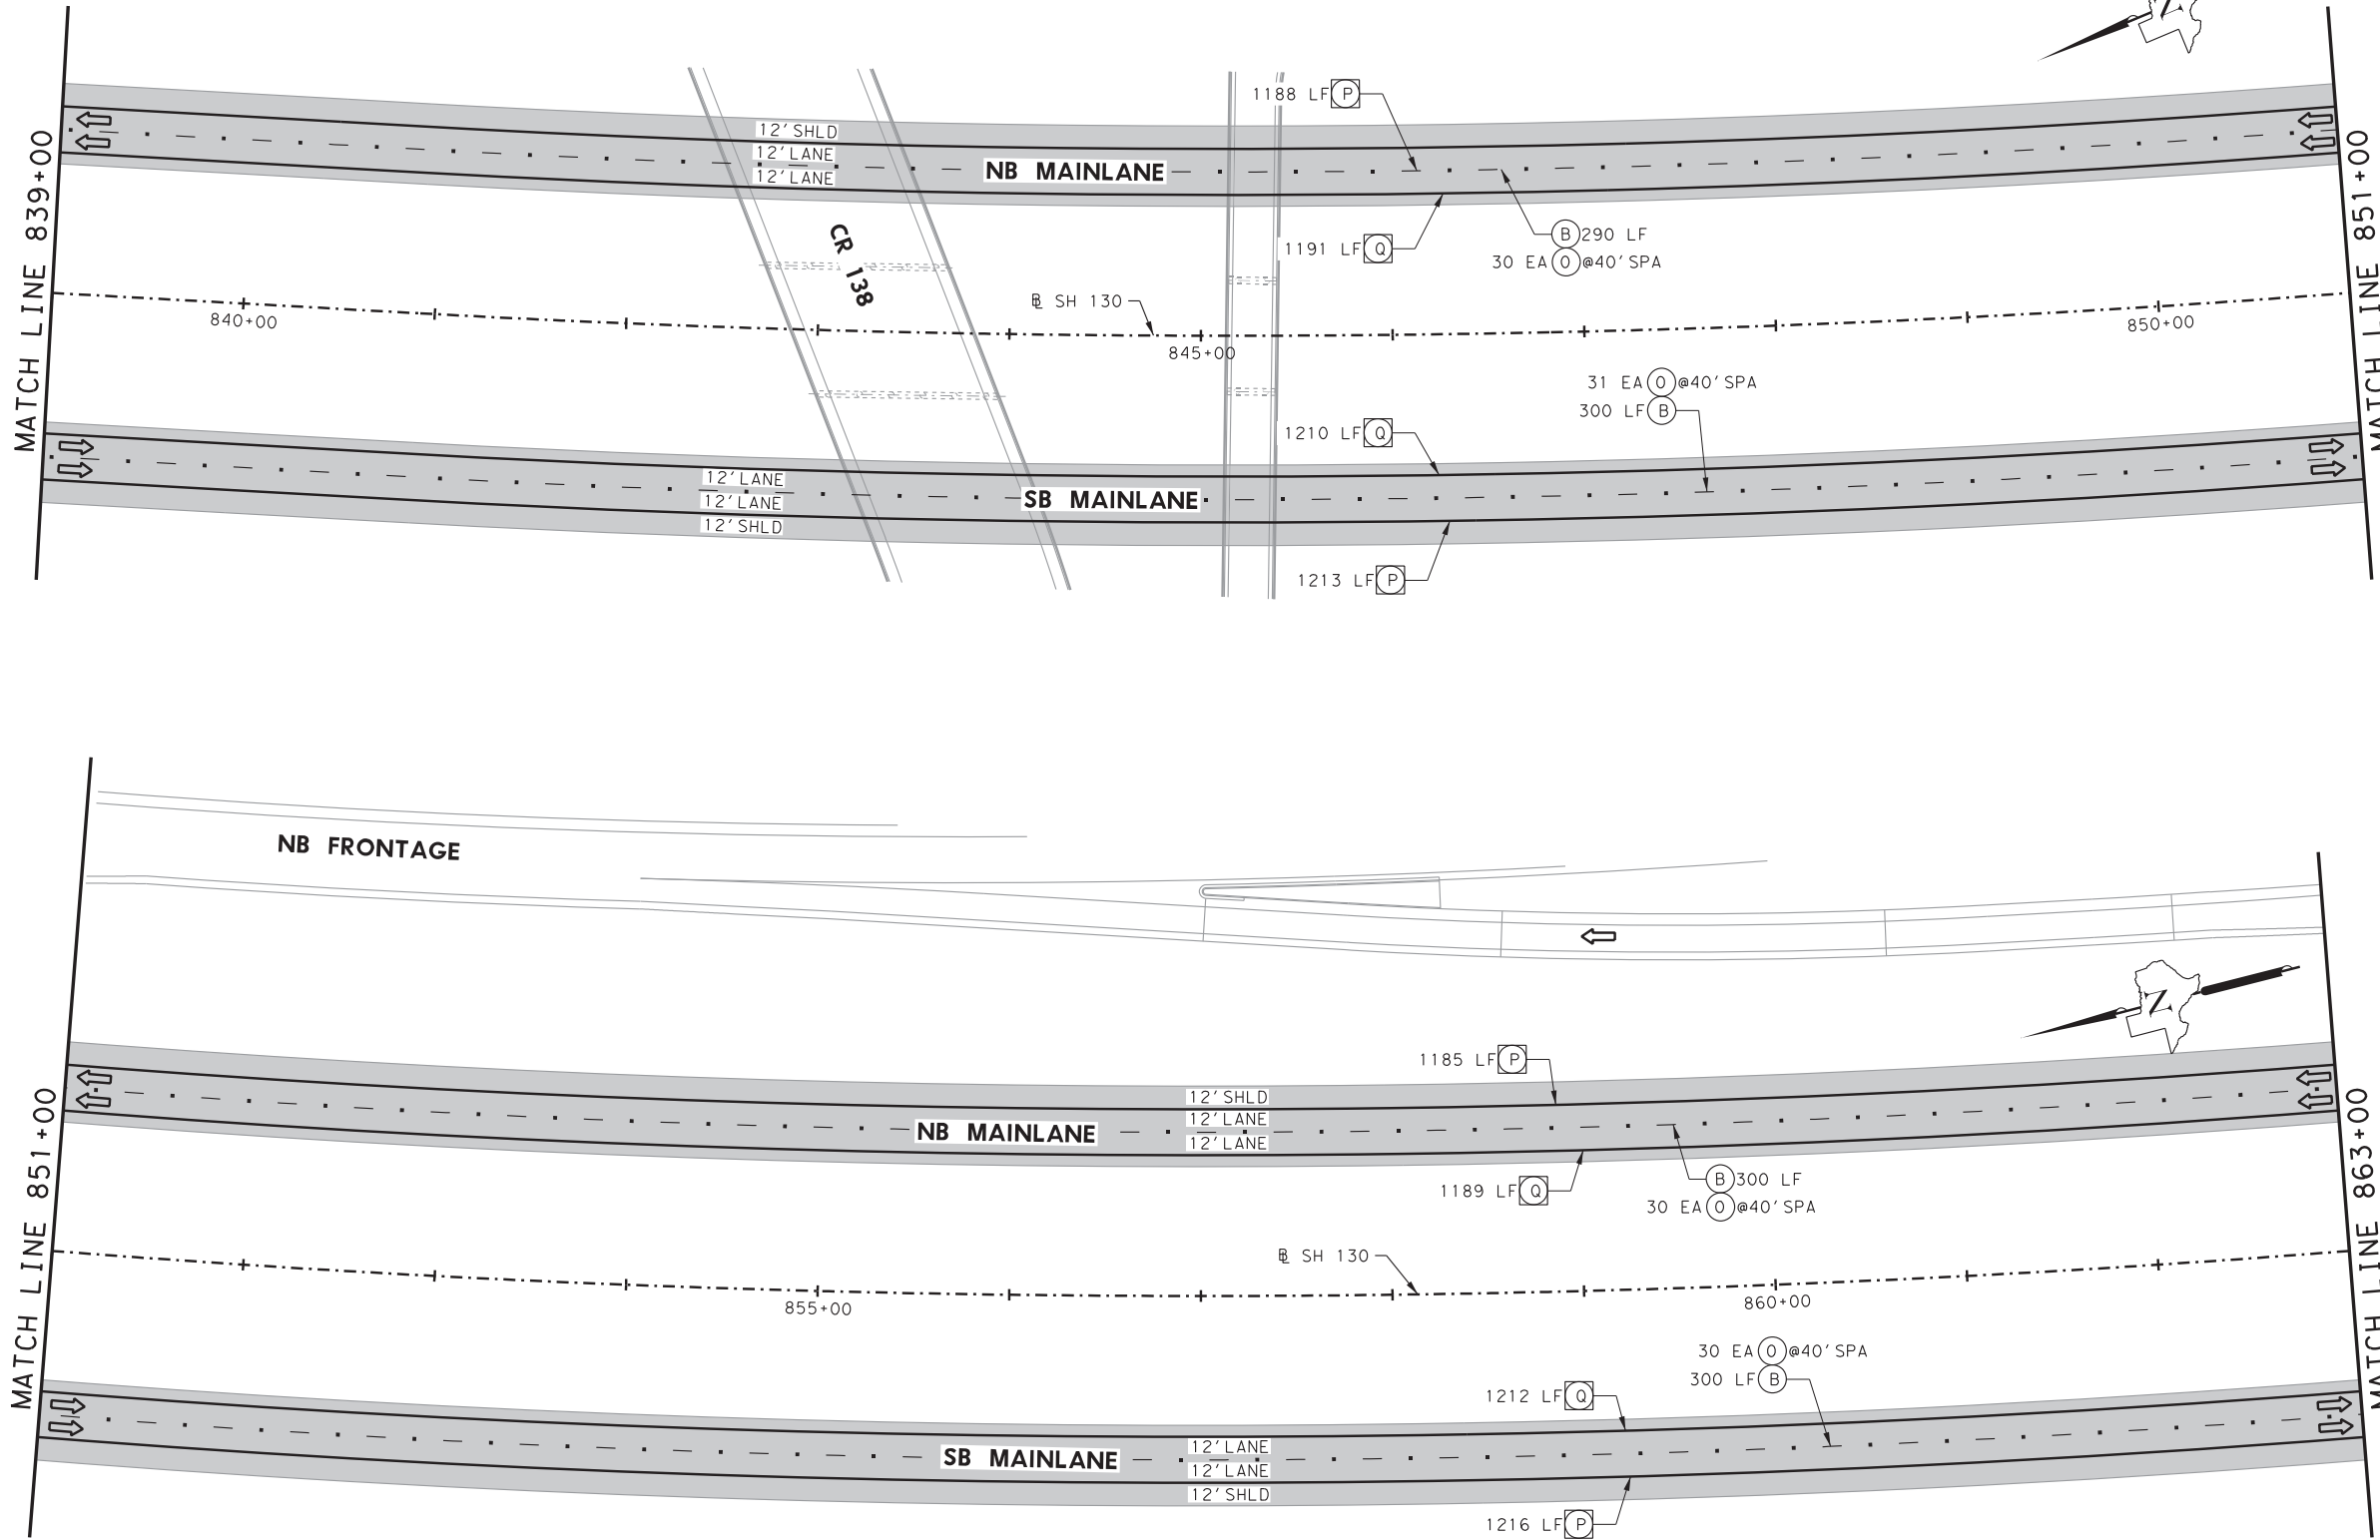 MATCH LINE 839+00
12' SHLD
12' LANE
12' LANE
NB MAINLANE
1188 LF P
1191 LF Q
B 290 LF
30 EA O @40' SPA
CR 138
℄ SH 130
840+00
845+00
850+00
31 EA O @40' SPA
300 LF B
1210 LF Q
12' LANE
12' LANE
12' SHLD
SB MAINLANE
1213 LF P
MATCH LINE 851+00
MATCH LINE 851+00
NB FRONTAGE
N
1185 LF P
12' SHLD
12' LANE
12' LANE
NB MAINLANE
1189 LF Q
B 300 LF
30 EA O @40' SPA
℄ SH 130
855+00
860+00
30 EA O @40' SPA
300 LF B
1212 LF Q
12' LANE
12' LANE
12' SHLD
SB MAINLANE
1216 LF P
MATCH LINE 863+00